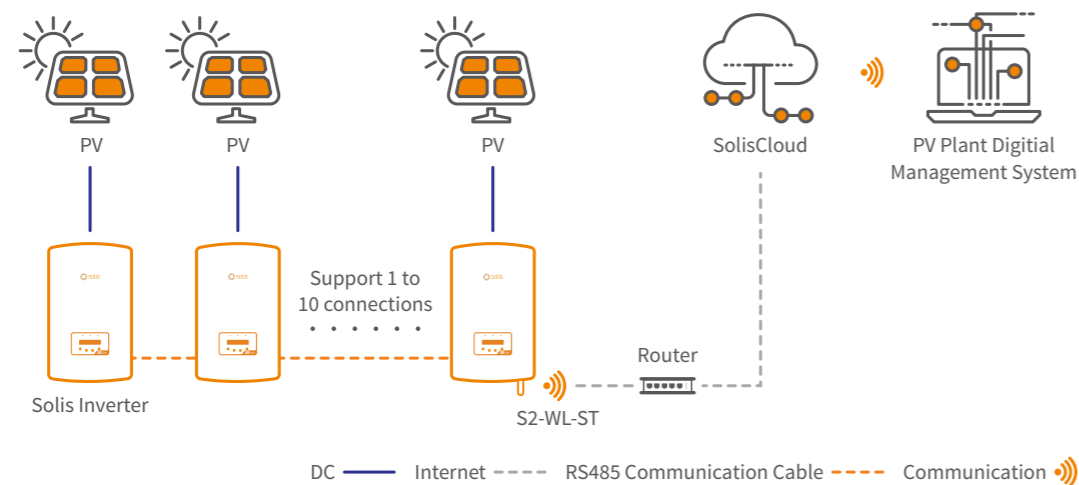 PV
PV
PV
SolisCloud
PV Plant Digitial
Management System
solis
solis
solis
Support 1 to
10 connections
Router
Solis Inverter
S2-WL-ST
DC
Internet
RS485 Communication Cable
Communication